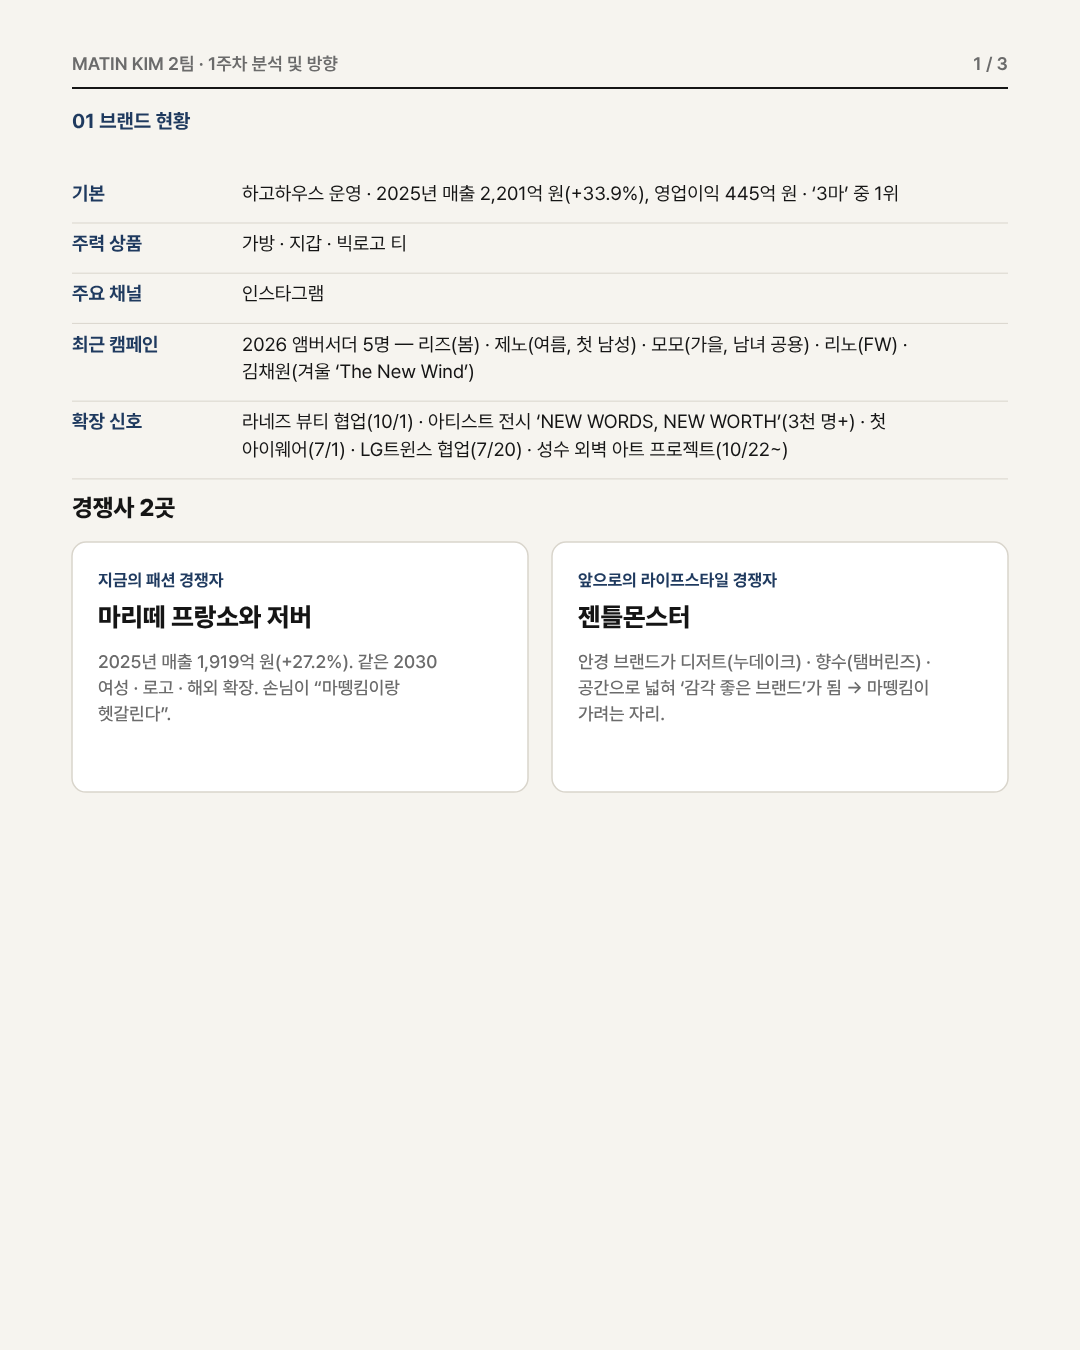 MATIN KIM 2팀 · 1주차 분석 및 방향
1 / 3
01 브랜드 현황
기본
하고하우스 운영 · 2025년 매출 2,201억 원(+33.9%), 영업이익 445억 원 · ‘3마’ 중 1위
주력 상품
가방 · 지갑 · 빅로고 티
주요 채널
인스타그램
최근 캠페인
2026 앰버서더 5명 — 리즈(봄) · 제노(여름, 첫 남성) · 모모(가을, 남녀 공용) · 리노(FW) ·
김채원(겨울 ‘The New Wind’)
확장 신호
라네즈 뷰티 협업(10/1) · 아티스트 전시 ‘NEW WORDS, NEW WORTH’(3천 명+) · 첫
아이웨어(7/1) · LG트윈스 협업(7/20) · 성수 외벽 아트 프로젝트(10/22~)
경쟁사 2곳
지금의 패션 경쟁자
마리떼 프랑소와 저버
2025년 매출 1,919억 원(+27.2%). 같은 2030
여성 · 로고 · 해외 확장. 손님이 “마뗑킴이랑
헷갈린다”.
앞으로의 라이프스타일 경쟁자
젠틀몬스터
안경 브랜드가 디저트(누데이크) · 향수(탬버린즈) ·
공간으로 넓혀 ‘감각 좋은 브랜드’가 됨 → 마뗑킴이
가려는 자리.